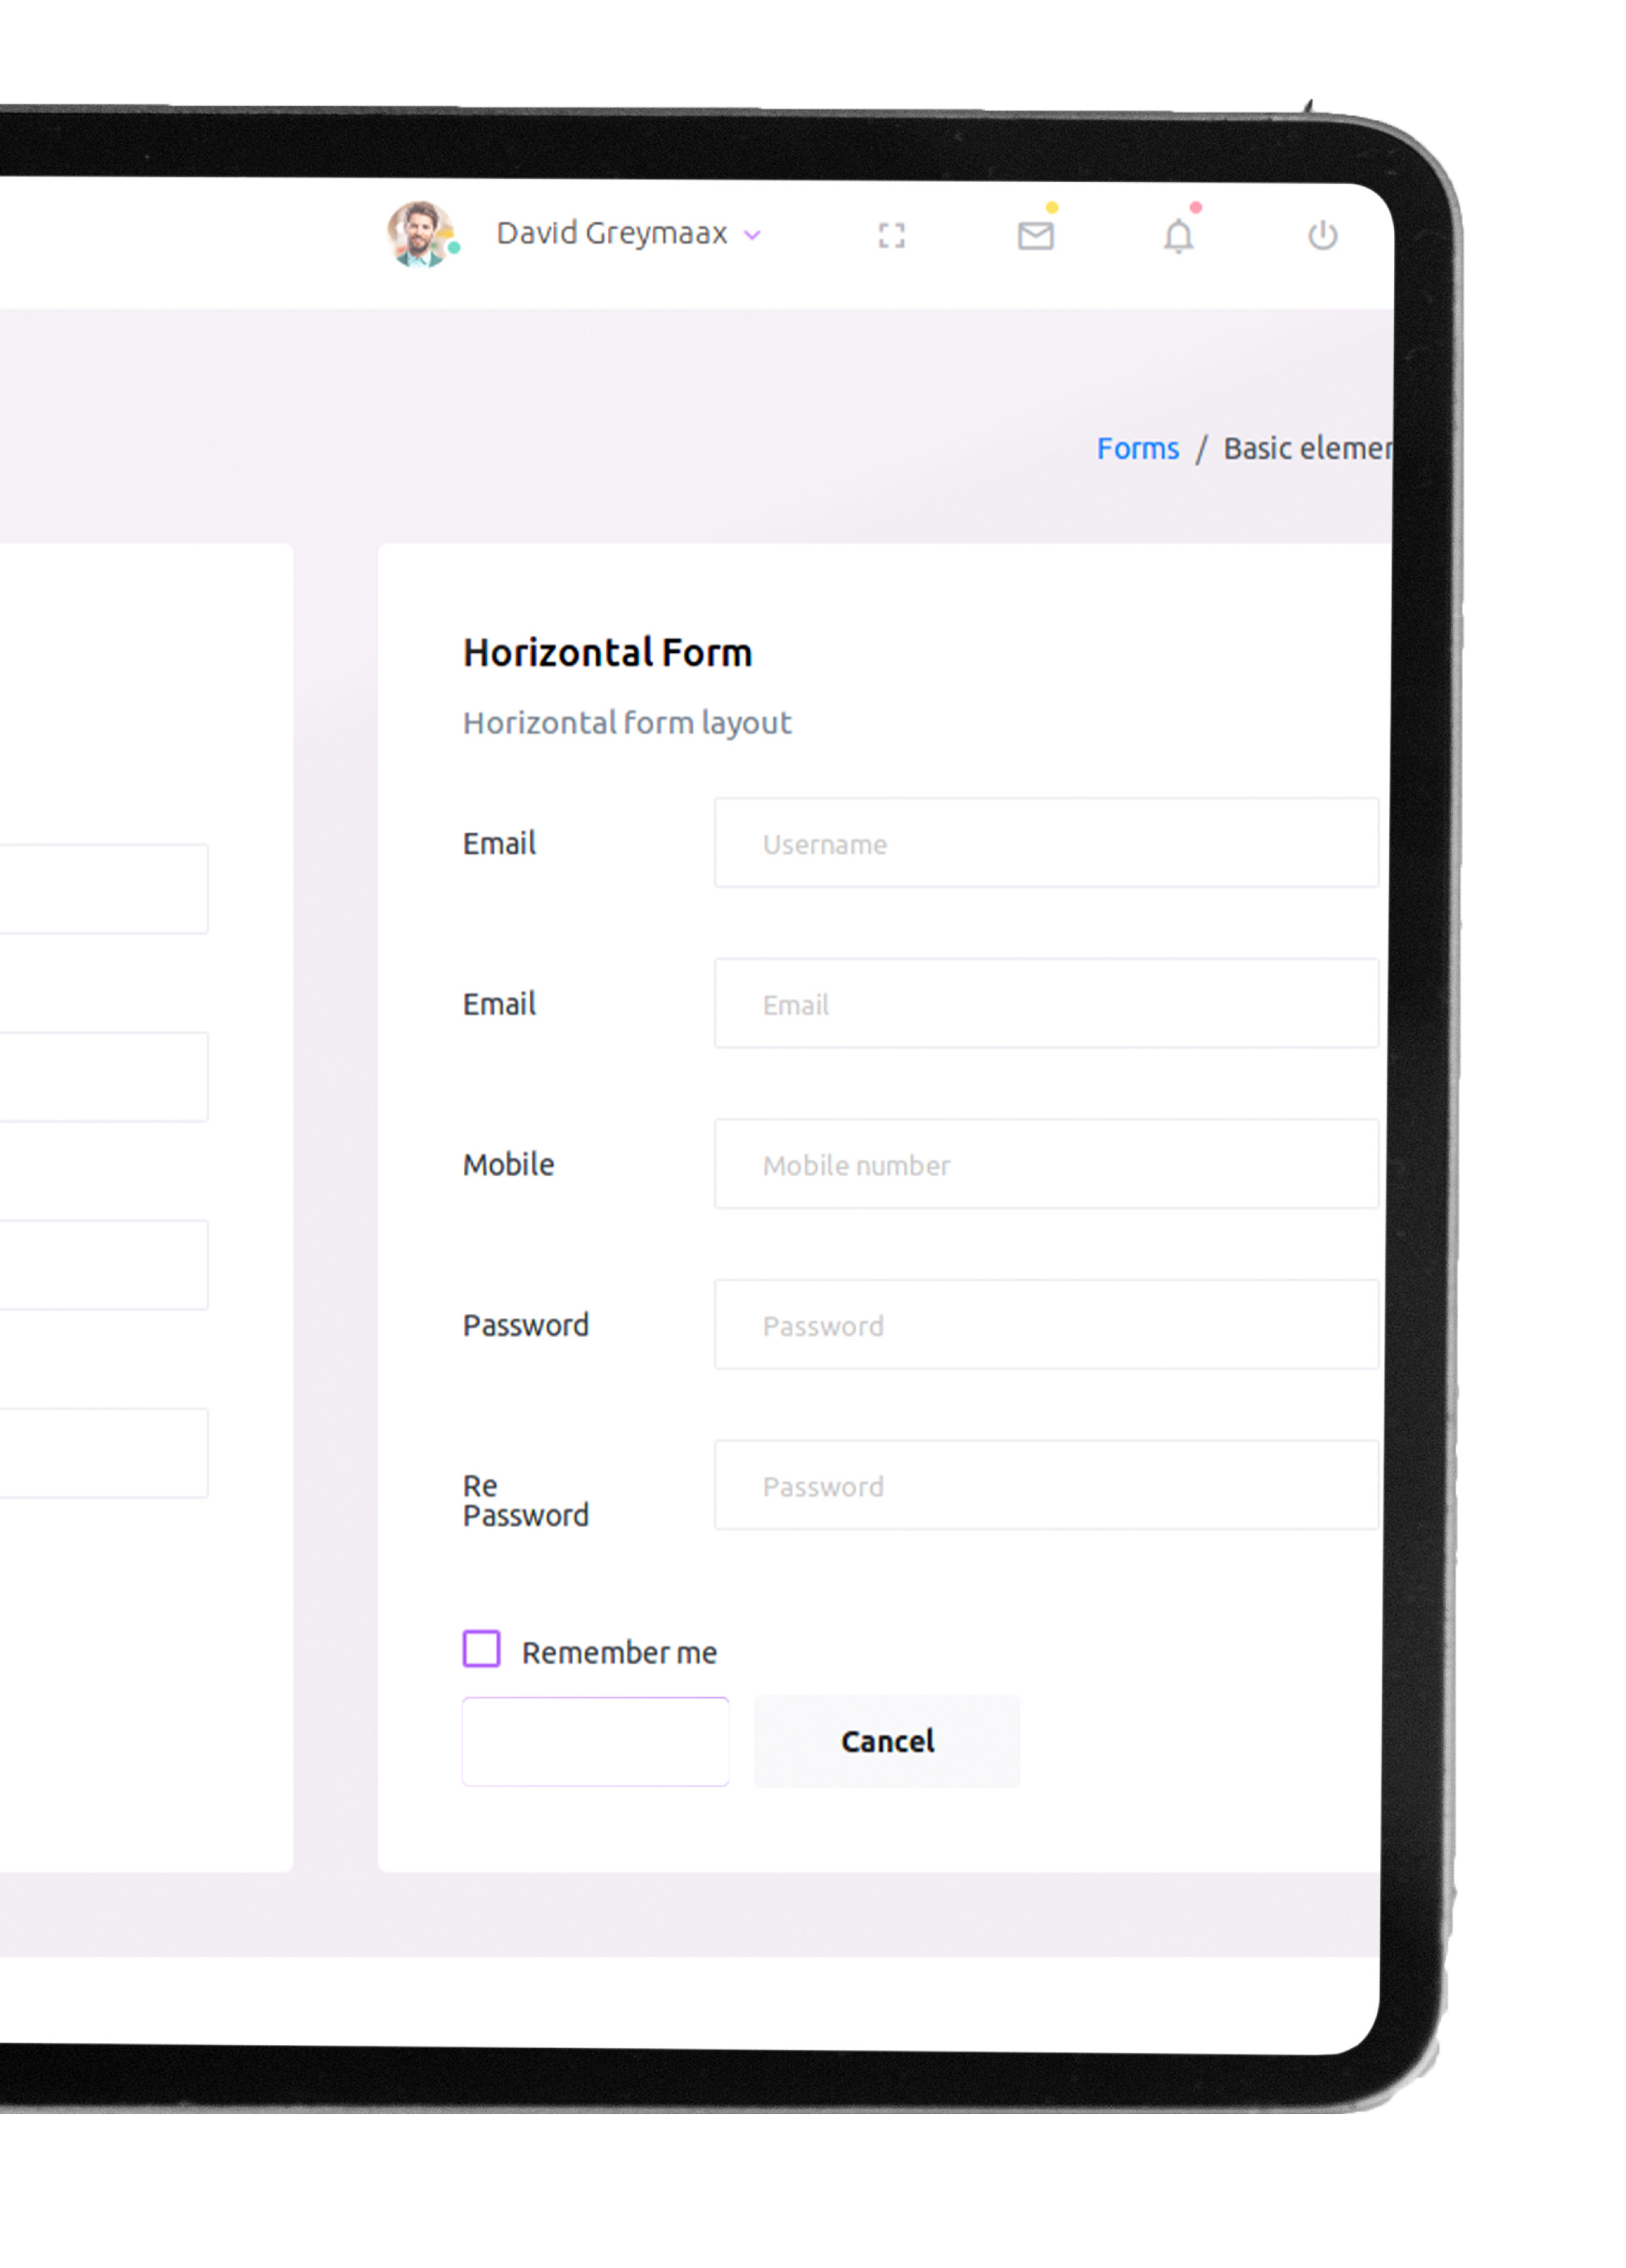 David Greymaax
Forms / Basic elemen
Horizontal Form
Horizontal form layout
Email Username
Email Email
Mobile Mobile number
Password Password
Re Password
Password
Remember me
Cancel